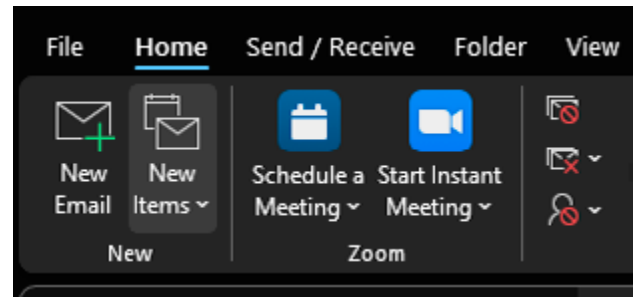 File Home Send / Receive Folder View
New Email
New Items
Schedule a Meeting
Start Instant Meeting
New
Zoom